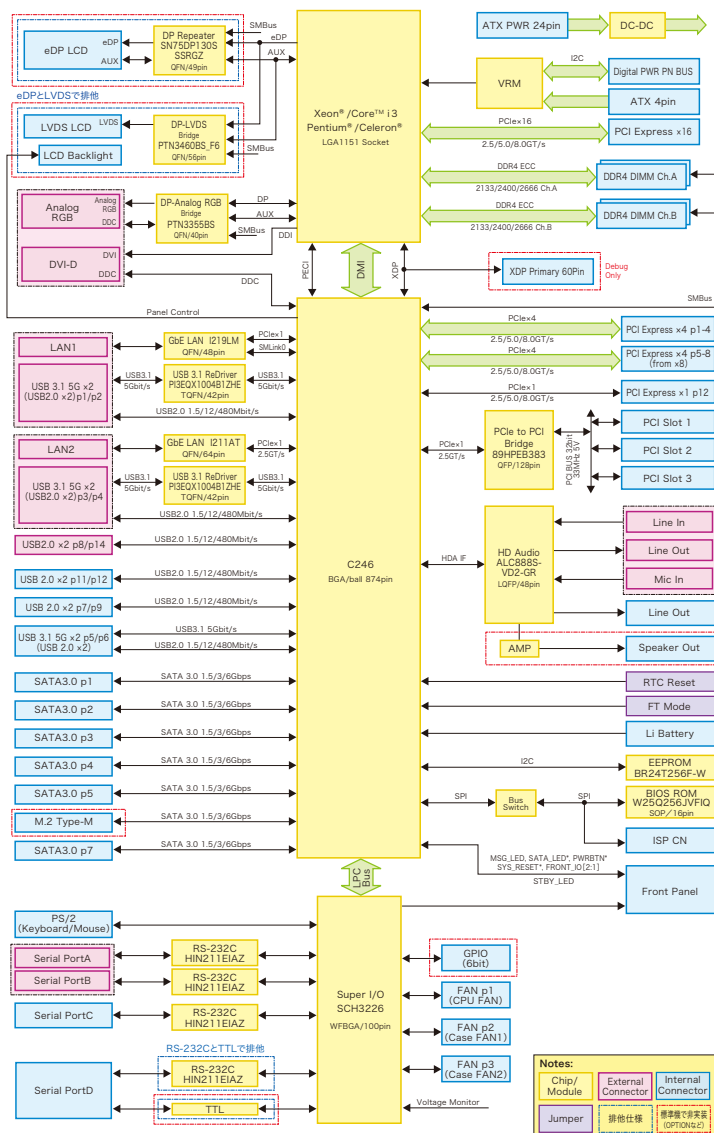 SMBus
eDP LCD
eDP
AUX
DP Repeater
SN75DP130S
SSRGZ
QFN/49pin
eDP
AUX
eDPとLVDSで排他
LVDS LCD
LVDS
LCD Backlight
DP-LVDS
Bridge
PTN3460BS_F6
QFN/56pin
SMBus
Analog
RGB
Analog
RGB
DDC
DP-Analog RGB
Bridge
PTN3355BS
QFN/40pin
DP
AUX
SMBus
DDI
DVI-D
DVI
DDC
DDC
Panel Control
Xeon® /Core™ i3
Pentium® /Celeron®
LGA1151 Socket
ATX PWR 24pin
DC-DC
VRM
I2C
Digital PWR PN BUS
ATX 4pin
PCIe×16
2.5/5.0/8.0GT/s
PCI Express ×16
DDR4 ECC
2133/2400/2666 Ch.A
DDR4 DIMM Ch.A
DDR4 ECC
2133/2400/2666 Ch.B
DDR4 DIMM Ch.B
PECI
DMI
XDP
XDP Primary 60Pin
Debug
Only
SMBus
LAN1
GbE LAN I219LM
QFN/48pin
PCIe×1
SMLink0
USB 3.1 5G ×2
(USB2.0 ×2)p1/p2
USB3.1
5Gbit/s
USB 3.1 ReDriver
PI3EQX1004B1ZHE
TQFN/42pin
USB3.1
5Gbit/s
USB2.0 1.5/12/480Mbit/s
LAN2
GbE LAN I211AT
QFN/64pin
PCIe×1
2.5GT/s
USB 3.1 5G ×2
(USB2.0 ×2)p3/p4
USB3.1
5Gbit/s
USB 3.1 ReDriver
PI3EQX1004B1ZHE
TQFN/42pin
USB3.1
5Gbit/s
USB2.0 1.5/12/480Mbit/s
USB2.0 ×2 p8/p14
USB2.0 1.5/12/480Mbit/s
USB 2.0 ×2 p11/p12
USB2.0 1.5/12/480Mbit/s
USB 2.0 ×2 p7/p9
USB2.0 1.5/12/480Mbit/s
USB 3.1 5G ×2 p5/p6
(USB 2.0 ×2)
USB3.1 5Gbit/s
USB2.0 1.5/12/480Mbit/s
SATA3.0 p1
SATA 3.0 1.5/3/6Gbps
SATA3.0 p2
SATA 3.0 1.5/3/6Gbps
SATA3.0 p3
SATA 3.0 1.5/3/6Gbps
SATA3.0 p4
SATA 3.0 1.5/3/6Gbps
SATA3.0 p5
SATA 3.0 1.5/3/6Gbps
M.2 Type-M
SATA 3.0 1.5/3/6Gbps
SATA3.0 p7
SATA 3.0 1.5/3/6Gbps
C246
BGA/ball 874pin
PCIe×4
2.5/5.0/8.0GT/s
PCI Express ×4 p1-4
PCIe×4
2.5/5.0/8.0GT/s
PCI Express ×4 p5-8
(from ×8)
PCIe×1
2.5/5.0/8.0GT/s
PCI Express ×1 p12
PCIe×1
2.5GT/s
PCIe to PCI
Bridge
89HPEB383
QFP/128pin
PCI BUS 32bit
33MHz 5V
PCI Slot 1
PCI Slot 2
PCI Slot 3
HDA IF
HD Audio
ALC888S-
VD2-GR
LQFP/48pin
Line In
Line Out
Mic In
Line Out
AMP
Speaker Out
RTC Reset
FT Mode
Li Battery
I2C
EEPROM
BR24T256F-W
SPI
Bus
Switch
SPI
BIOS ROM
W25Q256JVFIQ
SOP／16pin
ISP CN
MSG_LED, SATA_LED*, PWRBTN*
SYS_RESET*, FRONT_IO[2:1]
STBY_LED
Front Panel
LPC
Bus
PS/2
(Keyboard/Mouse)
Serial PortA
RS-232C
HIN211EIAZ
Serial PortB
RS-232C
HIN211EIAZ
Serial PortC
RS-232C
HIN211EIAZ
RS-232CとTTLで排他
Serial PortD
RS-232C
HIN211EIAZ
TTL
Super I/O
SCH3226
WFBGA/100pin
GPIO
(6bit)
FAN p1
(CPU FAN)
FAN p2
(Case FAN1)
FAN p3
(Case FAN2)
Voltage Monitor
Notes:
Chip/
Module
External
Connector
Internal
Connector
Jumper
排他仕様
標準機で非実装
(OPTIONなど)